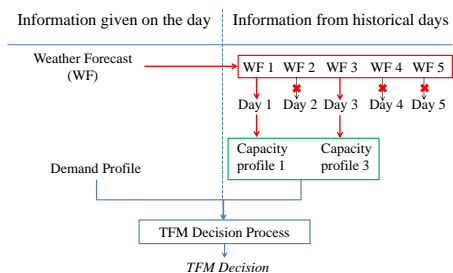 Information given on the day
Information from historical days
Weather Forecast
(WF)
WF 1 WF 2 WF 3 WF 4 WF 5
Day 1 Day 2 Day 3 Day 4 Day 5
Capacity
profile 1
Capacity
profile 3
Demand Profile
TFM Decision Process
TFM Decision